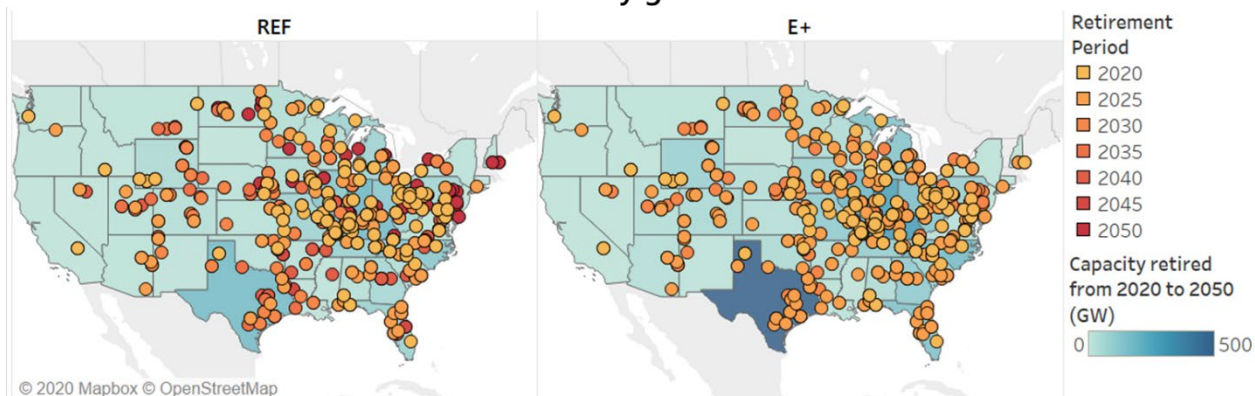 REF
E+
Retirement
Period
2020
2025
2030
2035
2040
2045
2050
Capacity retired
from 2020 to 2050
(GW)
0 500
© 2020 Mapbox © OpenStreetMap